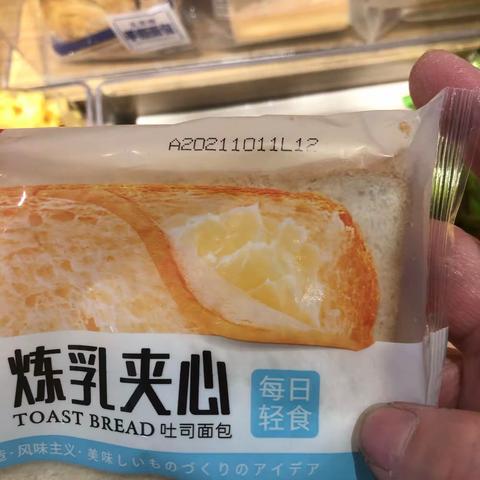 A20211011L12
炼乳夹心
TOAST BREAD 吐司面包
每日
轻食
·风味主义·美味しいものづくりのアイデア